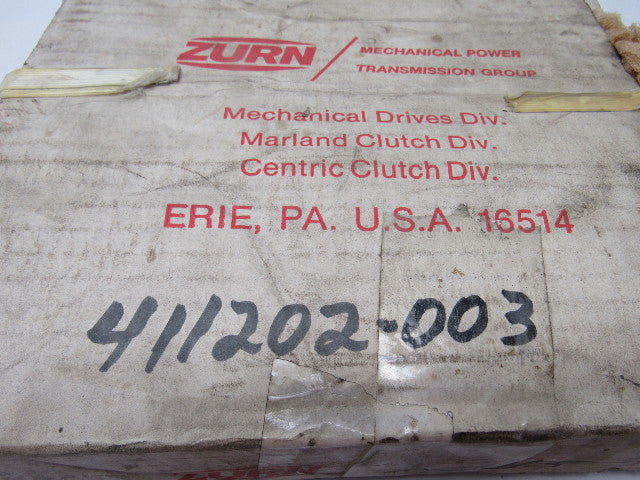 ZURN / MECHANICAL POWER
TRANSMISSION GROUP
Mechanical Drives Div.
Marland Clutch Div.
Centric Clutch Div.
ERIE, PA. U.S.A. 16514
411202-003
ZURN